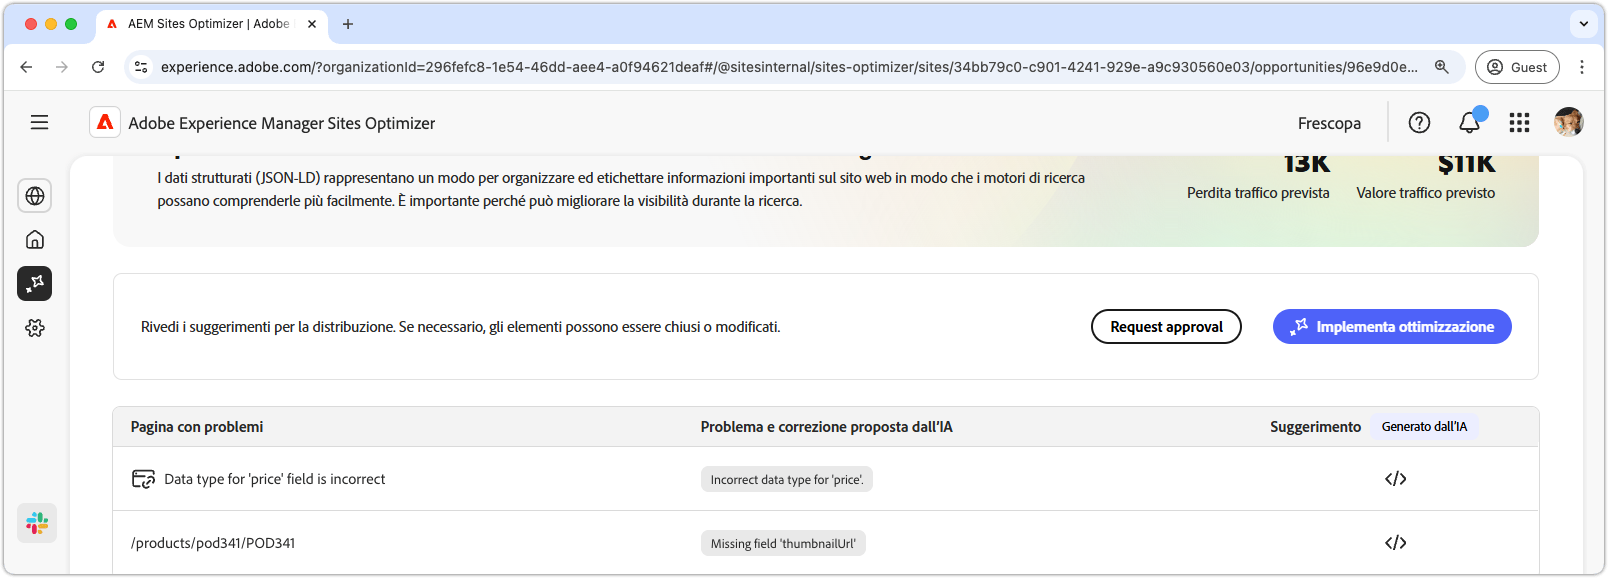 AEM Sites Optimizer | Adobe
experience.adobe.com/?organizationId=296fefc8-1e54-46dd-aee4-a0f94621deaf#/@sitesinternal/sites-optimizer/sites/34bb79c0-c901-4241-929e-a9c930560e03/opportunities/96e9d0e...
Guest
Adobe Experience Manager Sites Optimizer
Frescopa
13K
$11K
I dati strutturati (JSON-LD) rappresentano un modo per organizzare ed etichettare informazioni importanti sul sito web in modo che i motori di ricerca
possano comprenderle più facilmente. È importante perché può migliorare la visibilità durante la ricerca.
Perdita traffico prevista
Valore traffico previsto
Rivedi i suggerimenti per la distribuzione. Se necessario, gli elementi possono essere chiusi o modificati.
Request approval
Implementa ottimizzazione
Pagina con problemi
Problema e correzione proposta dall'IA
Suggerimento
Generato dall'IA
Data type for 'price' field is incorrect
Incorrect data type for 'price'.
</>
/products/pod341/POD341
Missing field 'thumbnailUrl'
</>